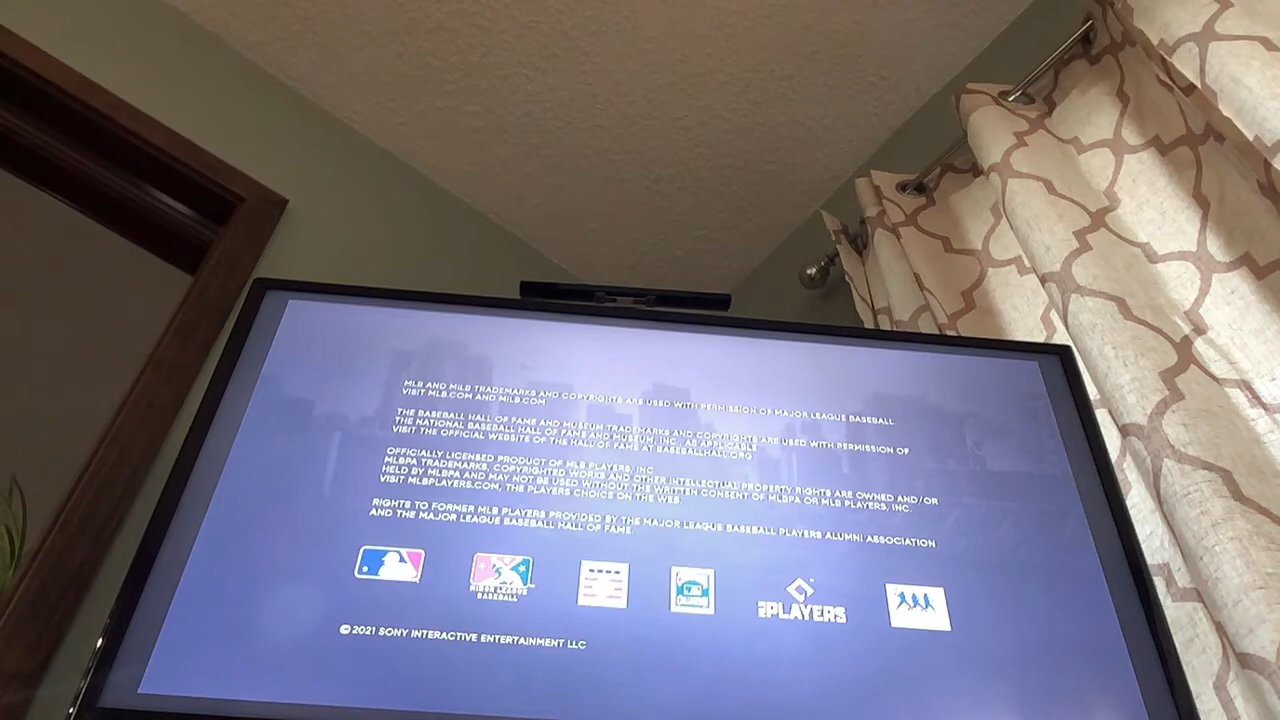 MLB AND MiLB TRADEMARKS AND COPYRIGHTS ARE USED WITH PERMISSION OF MAJOR LEAGUE BASEBALL.
VISIT MLB.COM AND MiLB.COM
THE BASEBALL HALL OF FAME AND MUSEUM TRADEMARKS AND COPYRIGHTS ARE USED WITH PERMISSION OF
THE NATIONAL BASEBALL HALL OF FAME AND MUSEUM, INC., AS APPLICABLE
VISIT THE OFFICIAL WEBSITE OF THE HALL OF FAME AT BASEBALLHALL.ORG
OFFICIALLY LICENSED PRODUCT OF MLB PLAYERS, INC.
MLBPA TRADEMARKS, COPYRIGHTED WORKS AND OTHER INTELLECTUAL PROPERTY RIGHTS ARE OWNED AND/OR
HELD BY MLBPA AND MAY NOT BE USED WITHOUT THE WRITTEN CONSENT OF MLBPA OR MLB PLAYERS, INC.
VISIT MLBPLAYERS.COM, THE PLAYERS CHOICE ON THE WEB.
RIGHTS TO FORMER MLB PLAYERS PROVIDED BY THE MAJOR LEAGUE BASEBALL PLAYERS ALUMNI ASSOCIATION
AND THE MAJOR LEAGUE BASEBALL HALL OF FAME.
MINOR LEAGUE
BASEBALL
PLAYERS
© 2021 SONY INTERACTIVE ENTERTAINMENT LLC